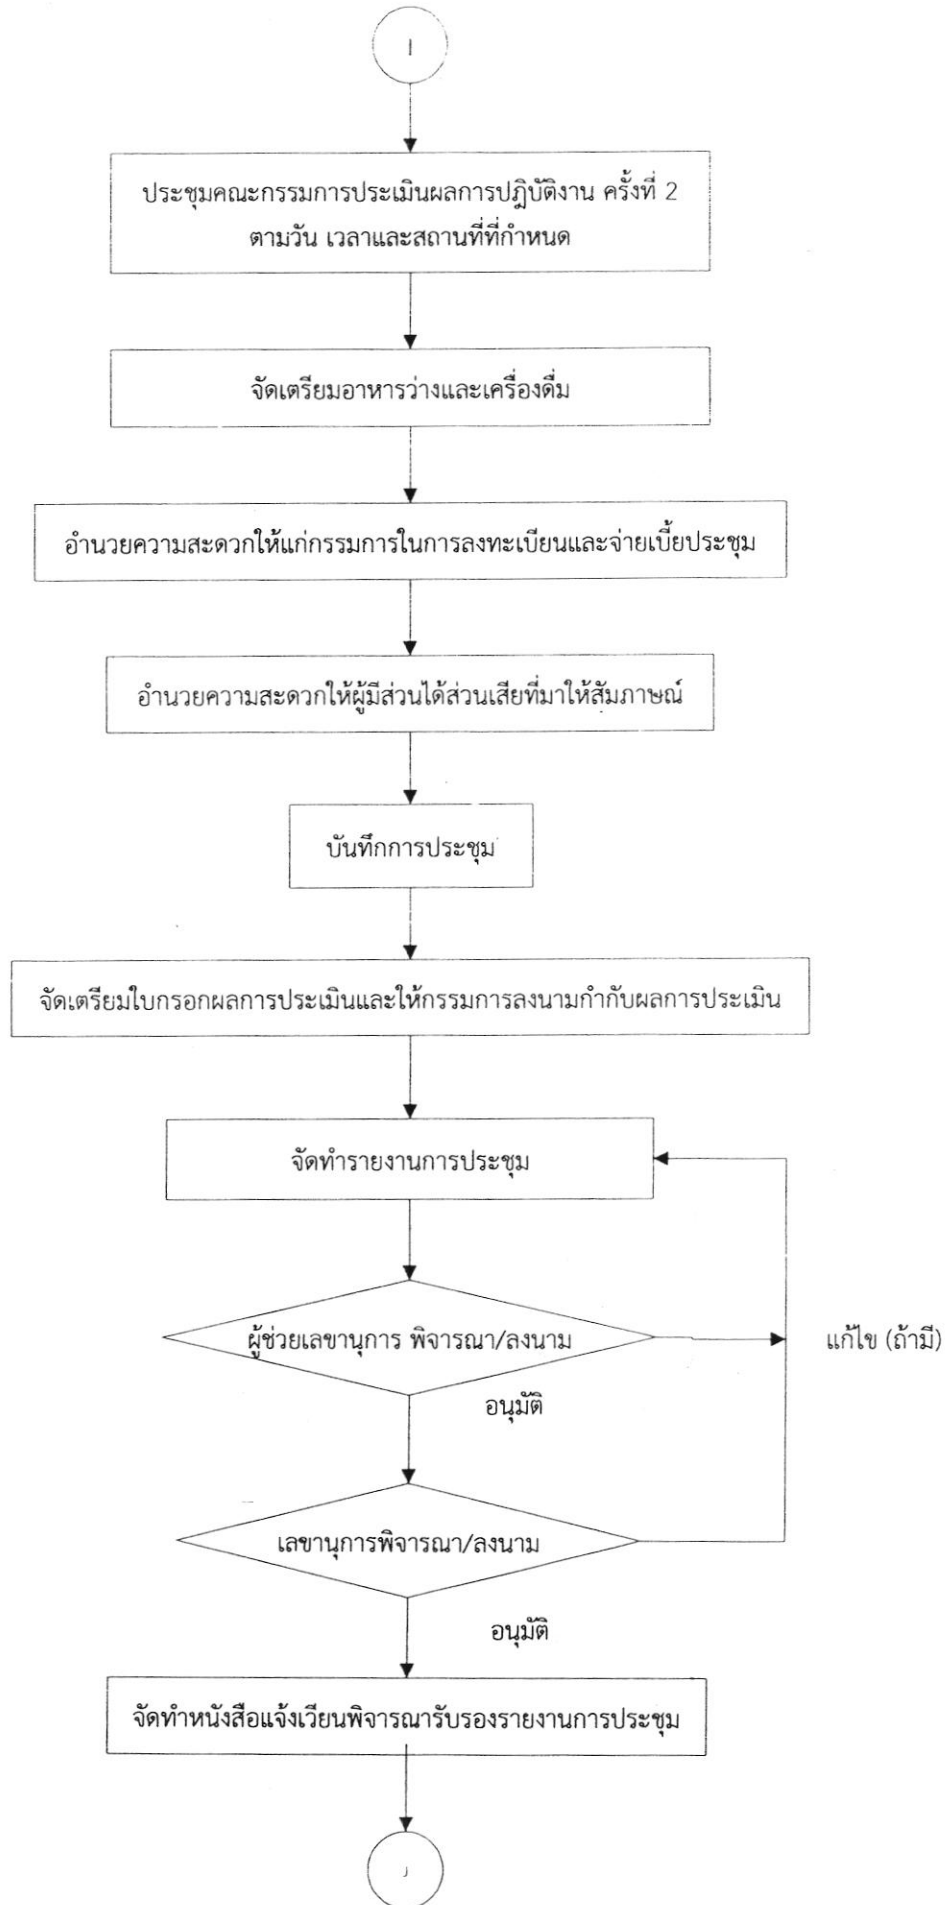 I
ประชุมคณะกรรมการประเมินผลการปฏิบัติงาน ครั้งที่ 2
ตามวัน เวลาและสถานที่ที่กำหนด
จัดเตรียมอาหารว่างและเครื่องดื่ม
อำนวยความสะดวกให้แก่กรรมการในการลงทะเบียนและจ่ายเบี้ยประชุม
อำนวยความสะดวกให้ผู้มีส่วนได้ส่วนเสียที่มาให้สัมภาษณ์
บันทึกการประชุม
จัดเตรียมใบกรอกผลการประเมินและให้กรรมการลงนามกำกับผลการประเมิน
จัดทำรายงานการประชุม
ผู้ช่วยเลขานุการ พิจารณา/ลงนาม
แก้ไข (ถ้ามี)
อนุมัติ
เลขานุการพิจารณา/ลงนาม
อนุมัติ
จัดทำหนังสือแจ้งเวียนพิจารณารับรองรายงานการประชุม